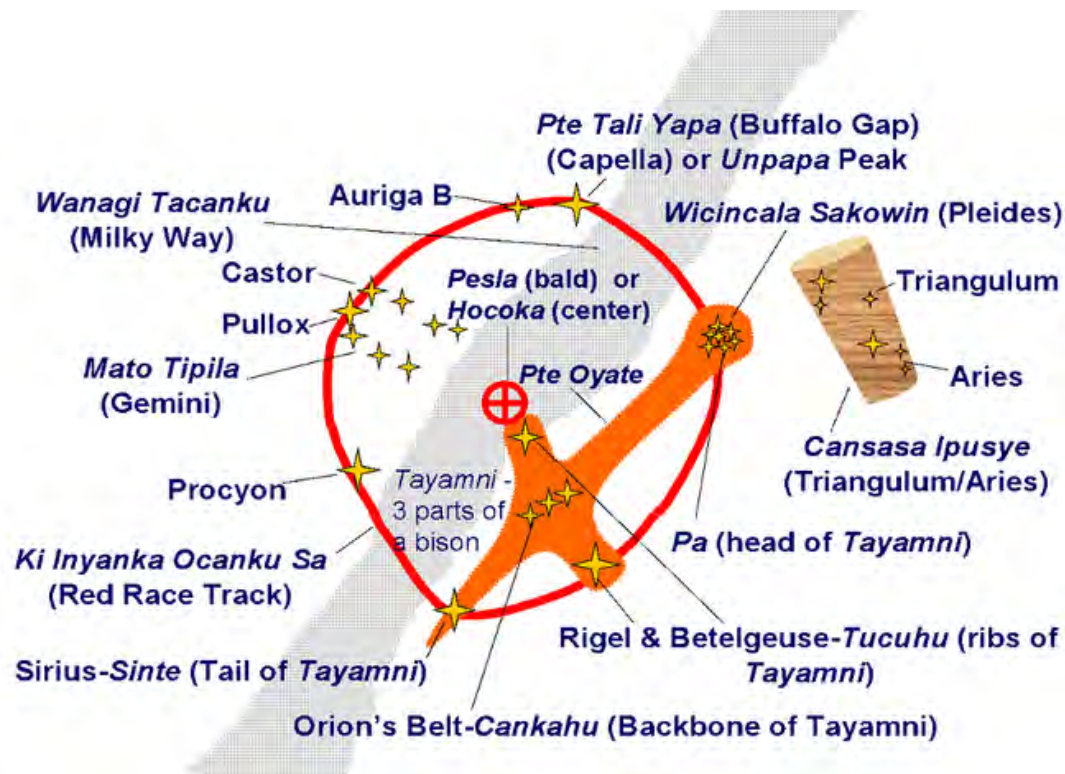 Pte Tali Yapa (Buffalo Gap)
(Capella) or Unpapa Peak
Auriga B
Wanagi Tacanku
(Milky Way)
Wicincala Sakowin (Pleides)
Castor
Pesla (bald) or
Hocoka (center)
Triangulum
Pullox
Mato Tipila
(Gemini)
Pte Oyate
Aries
Cansasa Ipusye
(Triangulum/Aries)
Procyon
Tayamni -
3 parts of
a bison
Pa (head of Tayamni)
Ki Inyanka Ocanku Sa
(Red Race Track)
Rigel & Betelgeuse-Tucuhu (ribs of
Tayamni)
Sirius-Sinte (Tail of Tayamni)
Orion's Belt-Cankahu (Backbone of Tayamni)